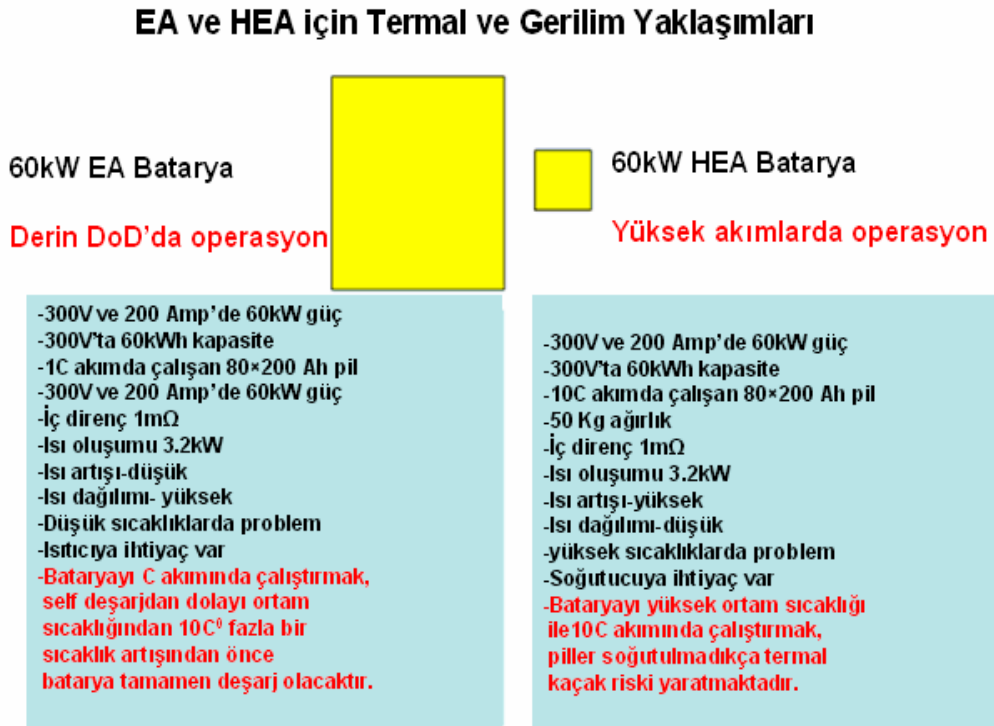 EA ve HEA için Termal ve Gerilim Yaklaşımları
60kW EA Batarya
Derin DoD'da operasyon
60kW HEA Batarya
Yüksek akımlarda operasyon
-300V ve 200 Amp'de 60kW güç
-300V'ta 60kWh kapasite
-1C akımda çalışan 80×200 Ah pil
-300V ve 200 Amp'de 60kW güç
-İç direnç 1mΩ
-Isı oluşumu 3.2kW
-Isı artışı-düşük
-Isı dağılımı- yüksek
-Düşük sıcaklıklarda problem
-Isıtıcıya ihtiyaç var
-Bataryayı C akımında çalıştırmak,
self deşarjdan dolayı ortam
sıcaklığından 10C⁰ fazla bir
sıcaklık artışından önce
batarya tamamen deşarj olacaktır.
-300V ve 200 Amp'de 60kW güç
-300V'ta 60kWh kapasite
-10C akımda çalışan 80×200 Ah pil
-50 Kg ağırlık
-İç direnç 1mΩ
-Isı oluşumu 3.2kW
-Isı artışı-yüksek
-Isı dağılımı-düşük
-yüksek sıcaklıklarda problem
-Soğutucuya ihtiyaç var
-Bataryayı yüksek ortam sıcaklığı
ile10C akımında çalıştırmak,
piller soğutulmadıkça termal
kaçak riski yaratmaktadır.